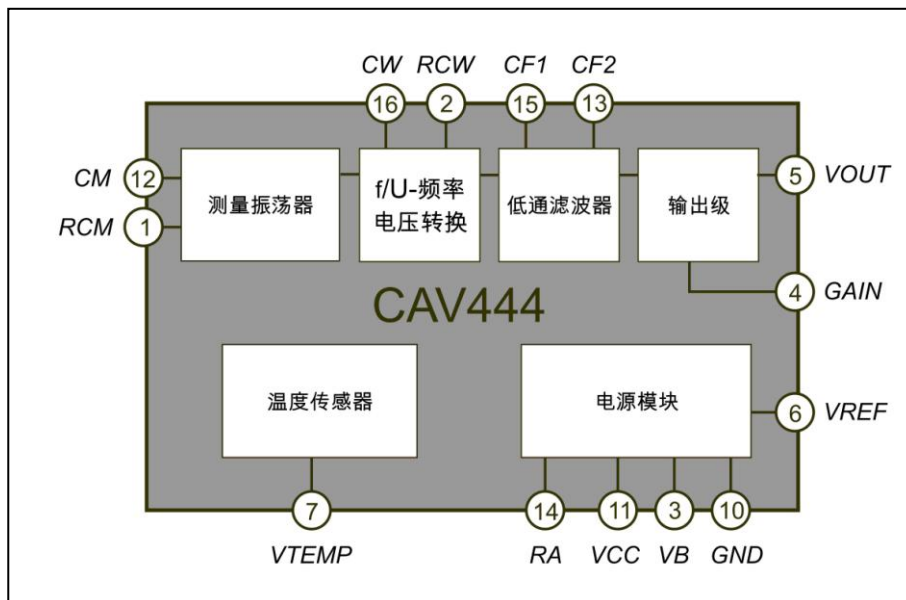 CW RCW CF1 CF2
16 2 15 13
CM 12
RCM 1
测量振荡器
f/U-频率
电压转换
低通滤波器
输出级
5 VOUT
4 GAIN
CAV444
温度传感器
电源模块
6 VREF
7 14 11 3 10
VTEMP RA VCC VB GND